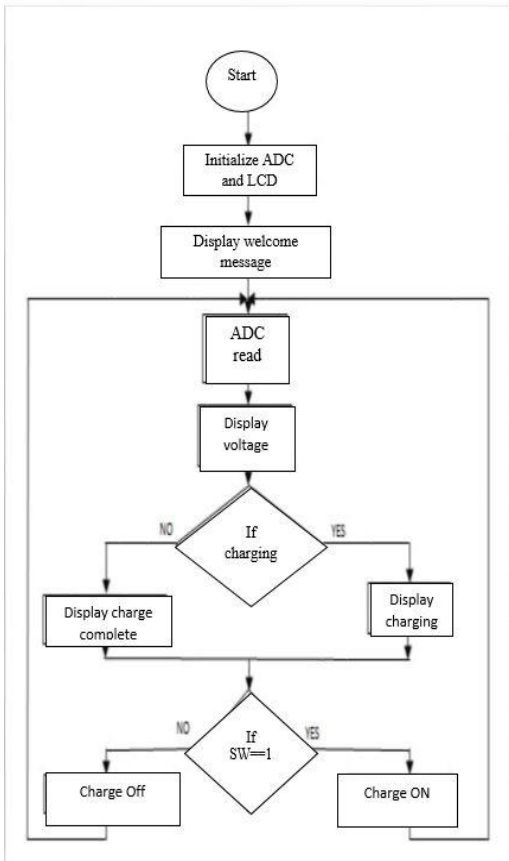 Start
Initialize ADC
and LCD
Display welcome
message
ADC
read
Display
voltage
NO
If
charging
YES
Display charge
complete
Display
charging
NO
If
SW==1
YES
Charge Off
Charge ON